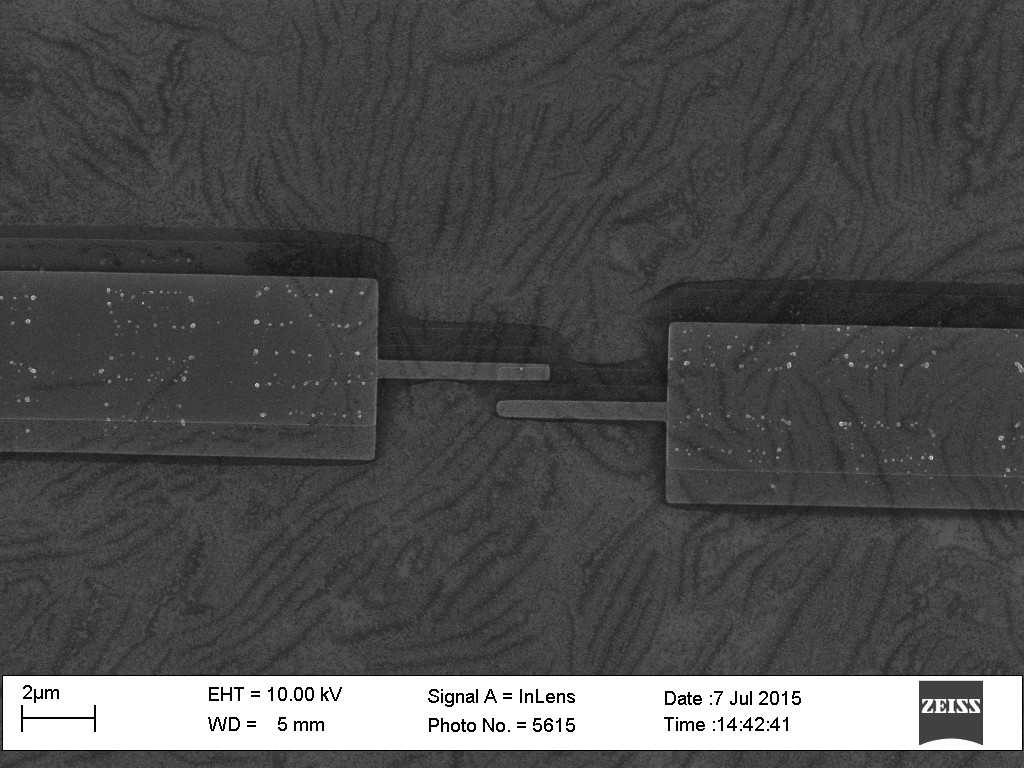 2µm
EHT = 10.00 kV
WD = 5 mm
Signal A = InLens
Photo No. = 5615
Date :7 Jul 2015
Time :14:42:41
ZEISS